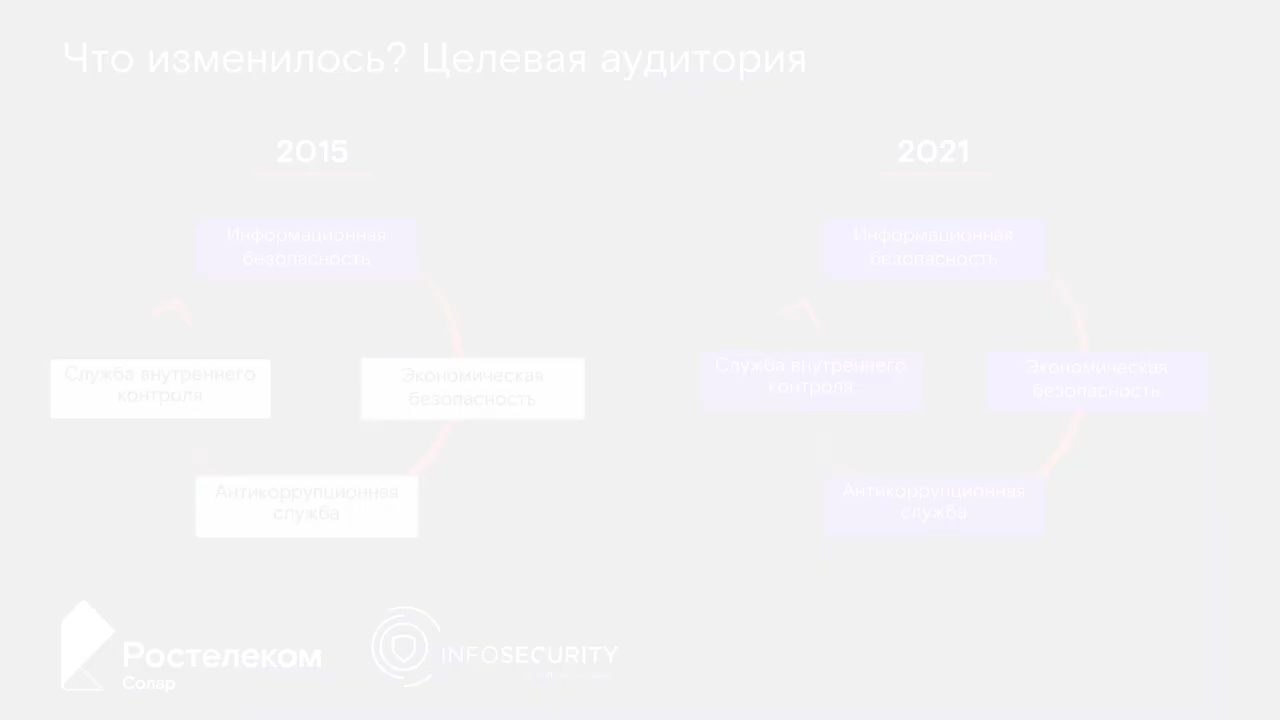 Что изменилось? Целевая аудитория
2015
2021
Информационная
безопасность
Служба внутреннего
контроля
Экономическая
безопасность
Антикоррупционная
служба
Информационная
безопасность
Служба внутреннего
контроля
Экономическая
безопасность
Антикоррупционная
служба
Ростелеком
Солар
INFOSECURITY